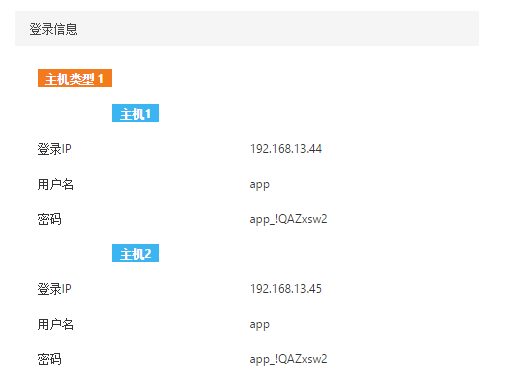 登录信息
主机类型 1
主机1
登录IP 192.168.13.44
用户名 app
密码 app_!QAZxsw2
主机2
登录IP 192.168.13.45
用户名 app
密码 app_!QAZxsw2